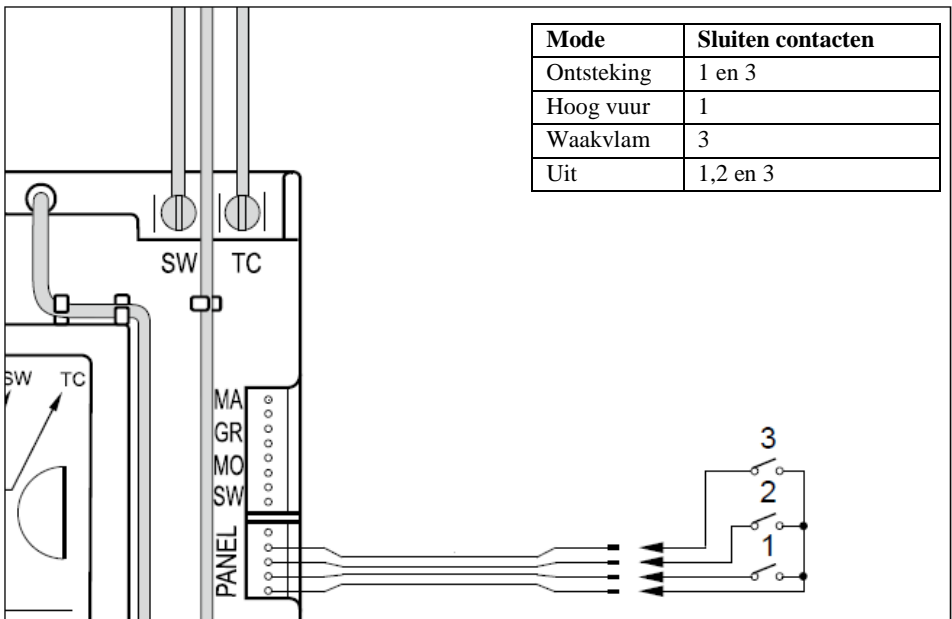 Mode Sluiten contacten
Ontsteking 1 en 3
Hoog vuur 1
Waakvlam 3
Uit 1,2 en 3
SW TC
SW TC
MA
GR
MO
SW
PANEL
3
2
1